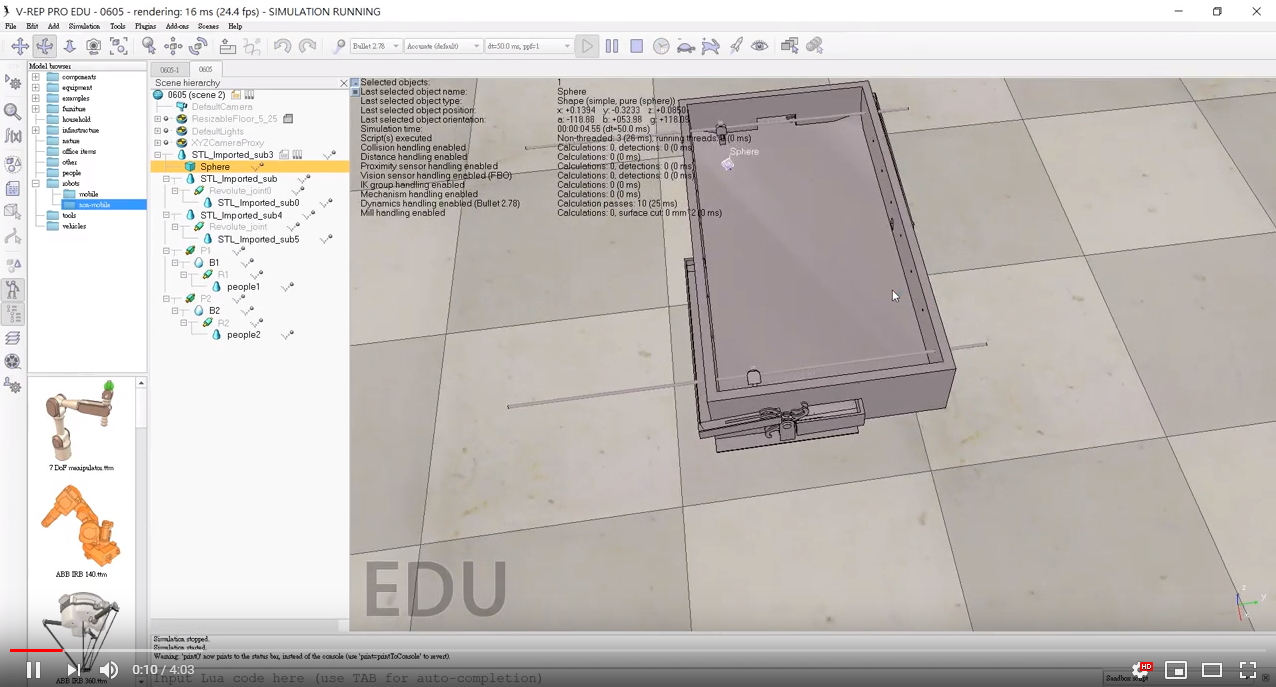 V-REP PRO EDU - 0605 - rendering: 16 ms (24.4 fps) - SIMULATION RUNNING
File Edit Add Simulation Tools Plugins Add-ons Scenes Help
Bullet 2.78 Accurate (default) dt=50.0 ms, ppf=1
Model browser
components
equipment
examples
furniture
household
infrastructure
nature
office items
other
people
robots
mobile
non-mobile
tools
vehicles
7 DoF manipulator.ttm
ABB IRB 140.ttm
ABB IRB 360.ttm
0605-1 0605
Scene hierarchy
0605 (scene 2)
DefaultCamera
ResizableFloor_5_25
DefaultLights
XYZCameraProxy
STL_Imported_sub3
Sphere
STL_Imported_sub
Revolute_joint0
STL_Imported_sub0
STL_Imported_sub4
Revolute_joint
STL_Imported_sub5
P1
B1
R1
people1
P2
B2
R2
people2
Selected objects: 1
Last selected object name: Sphere
Last selected object type: Shape (simple, pure (sphere))
Last selected object position: x: +0.1394 y: -0.3233 z: +0.0850
Last selected object orientation: a: -118.88 b: +53.98 g: +118.09
Simulation time: 00:00:04.55 (dt=50.0 ms)
Script(s) executed Non-threaded: 3 (26 ms), running threads: 0 (0 ms)
Collision handling enabled Calculations: 0, detections: 0 (0 ms)
Distance handling enabled Calculations: 0 (0 ms)
Proximity sensor handling enabled Calculations: 0, detections: 0 (0 ms)
Vision sensor handling enabled (FBO) Calculations: 0, detections: 0 (0 ms)
IK group handling enabled Calculations: 0 (0 ms)
Mechanism handling enabled Calculations: 0 (0 ms)
Dynamics handling enabled (Bullet 2.78) Calculation passes: 10 (25 ms)
Mill handling enabled Calculations: 0, surface cut: 0 mm^2 (0 ms)
Sphere
EDU
z
y
Simulation stopped.
Simulation started.
Warning: 'print()' now prints to the status bar, instead of the console (use 'print=printToConsole' to revert).
Input Lua code here (use TAB for auto-completion)
Sandbox script
0:10 / 4:03
HD